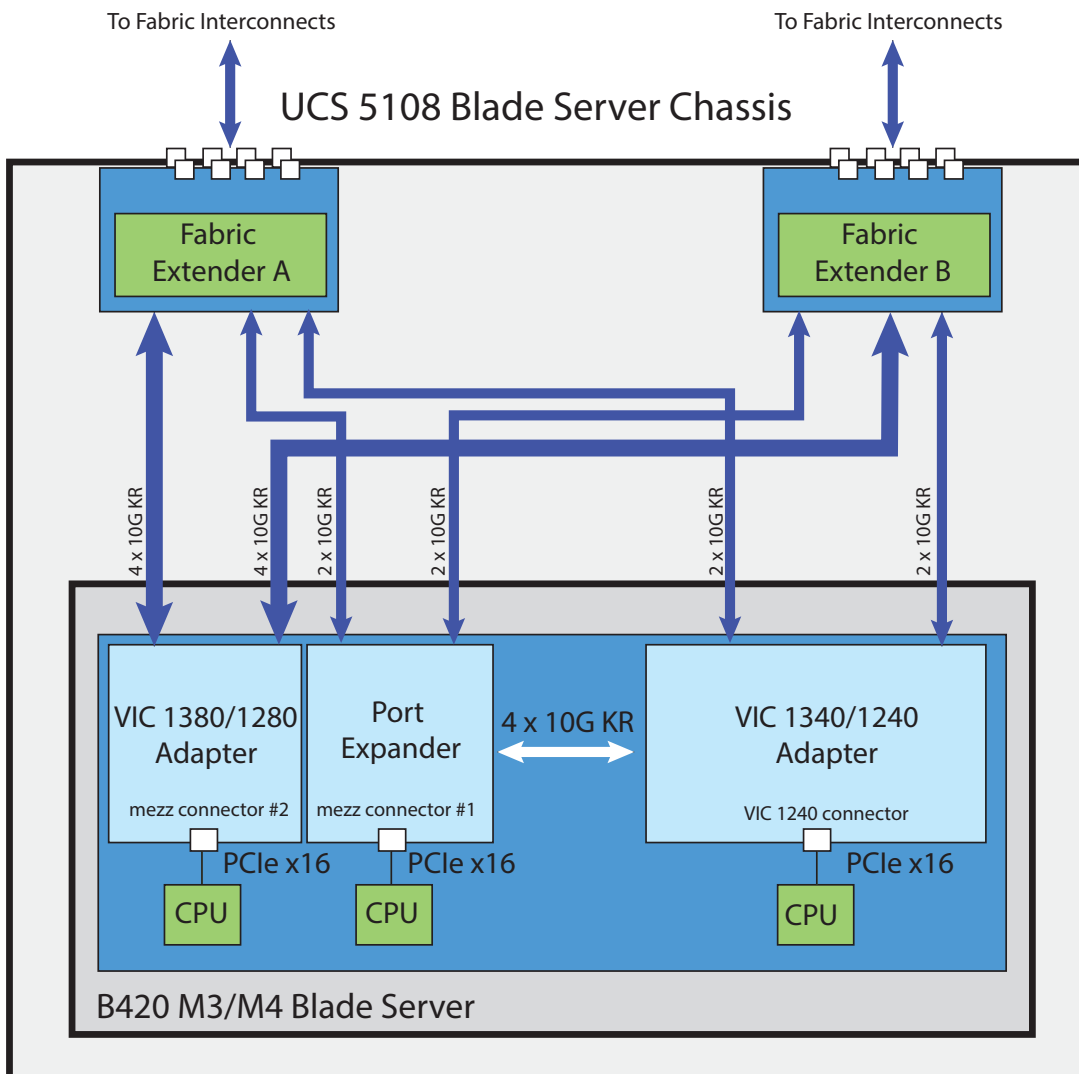 To Fabric Interconnects
To Fabric Interconnects
UCS 5108 Blade Server Chassis
Fabric
Extender A
Fabric
Extender B
4 x 10G KR
4 x 10G KR
2 x 10G KR
2 x 10G KR
2 x 10G KR
2 x 10G KR
VIC 1380/1280
Adapter
mezz connector #2
Port
Expander
mezz connector #1
4 x 10G KR
VIC 1340/1240
Adapter
VIC 1240 connector
PCIe x16
PCIe x16
PCIe x16
CPU
CPU
CPU
B420 M3/M4 Blade Server